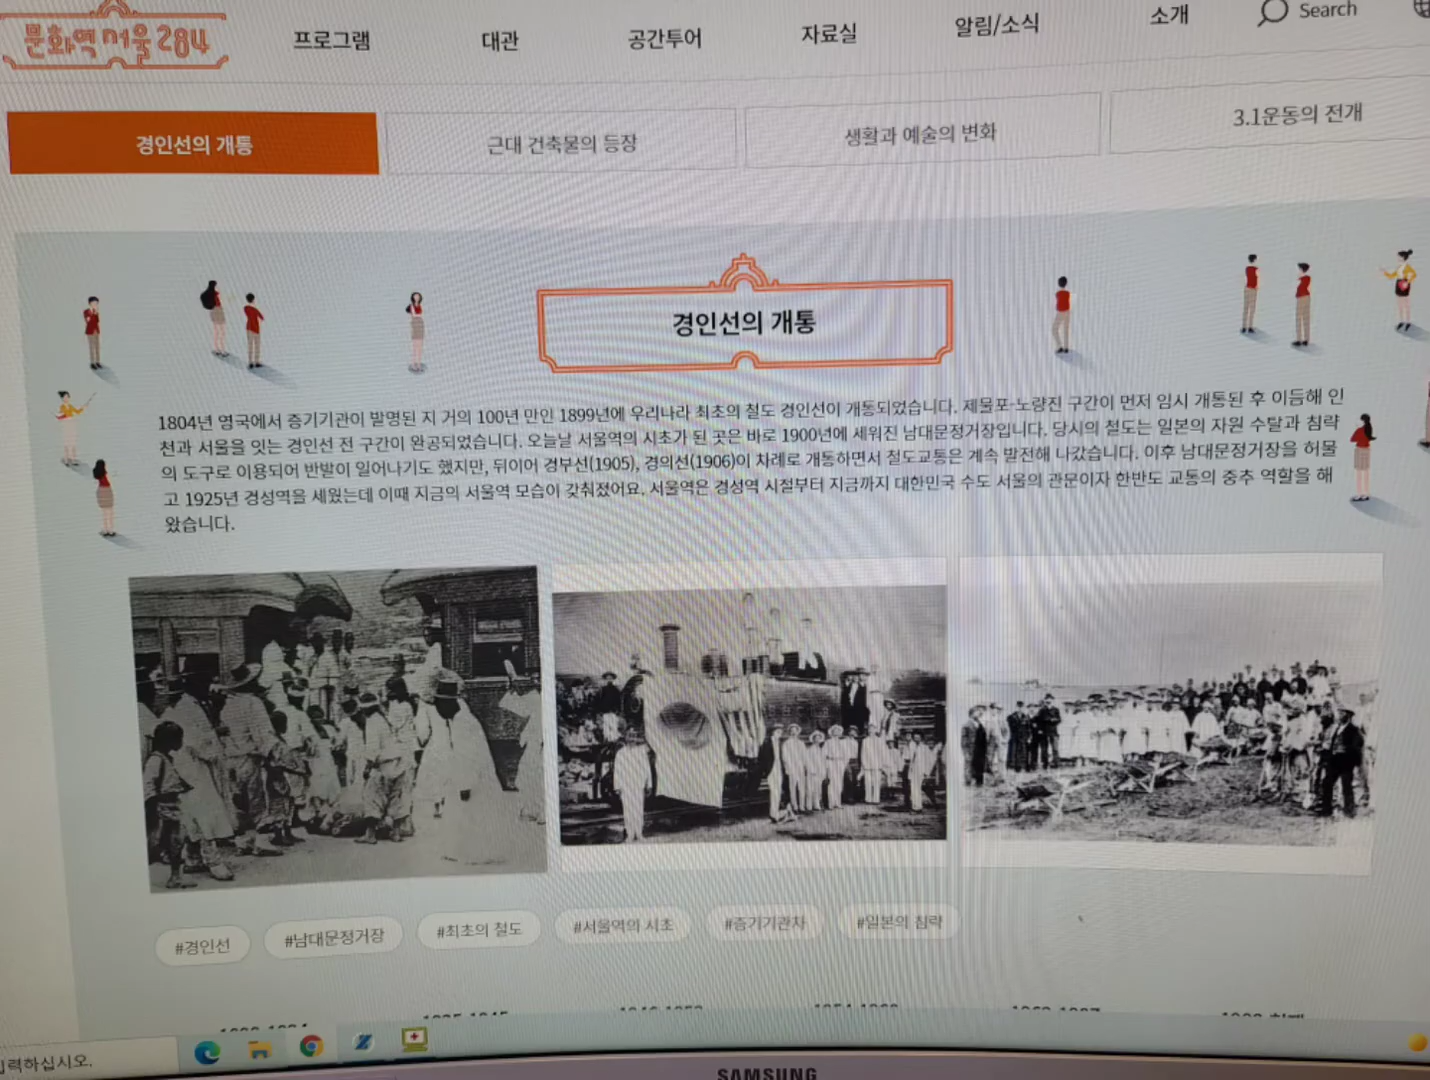 문화역서울 284
프로그램
대관
공간투어
자료실
알림/소식
소개
Search
경인선의 개통
근대 건축물의 등장
생활과 예술의 변화
3.1운동의 전개
경인선의 개통
1804년 영국에서 증기기관이 발명된 지 거의 100년 만인 1899년에 우리나라 최초의 철도 경인선이 개통되었습니다. 제물포-노량진 구간이 먼저 임시 개통된 후 이듬해 인
천과 서울을 잇는 경인선 전 구간이 완공되었습니다. 오늘날 서울역의 시초가 된 곳은 바로 1900년에 세워진 남대문정거장입니다. 당시의 철도는 일본의 자원 수탈과 침략
의 도구로 이용되어 반발이 일어나기도 했지만, 뒤이어 경부선(1905), 경의선(1906)이 차례로 개통하면서 철도교통은 계속 발전해 나갔습니다. 이후 남대문정거장을 허물
고 1925년 경성역을 세웠는데 이때 지금의 서울역 모습이 갖춰졌어요. 서울역은 경성역 시절부터 지금까지 대한민국 수도 서울의 관문이자 한반도 교통의 중추 역할을 해
왔습니다.
#경인선
#남대문정거장
#최초의 철도
#서울역의 시초
#증기기관차
#일본의 침략
력하십시오.
SAMSUNG